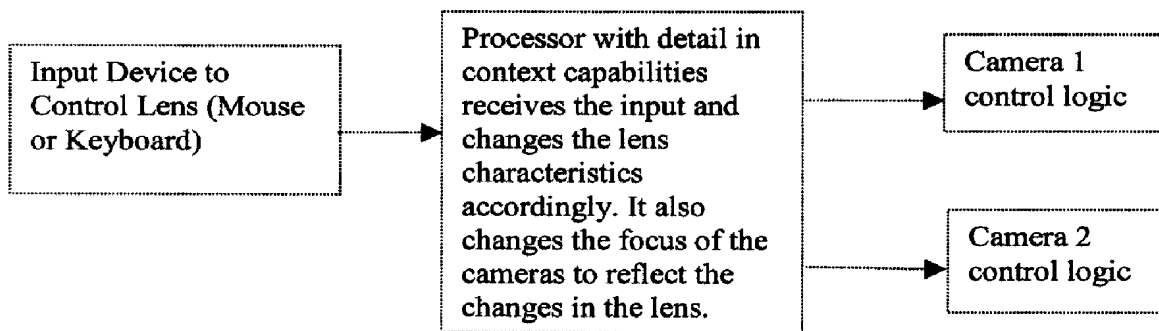 Input Device to
Control Lens (Mouse
or Keyboard)
Processor with detail in
context capabilities
receives the input and
changes the lens
characteristics
accordingly. It also
changes the focus of the
cameras to reflect the
changes in the lens.
Camera 1
control logic
Camera 2
control logic